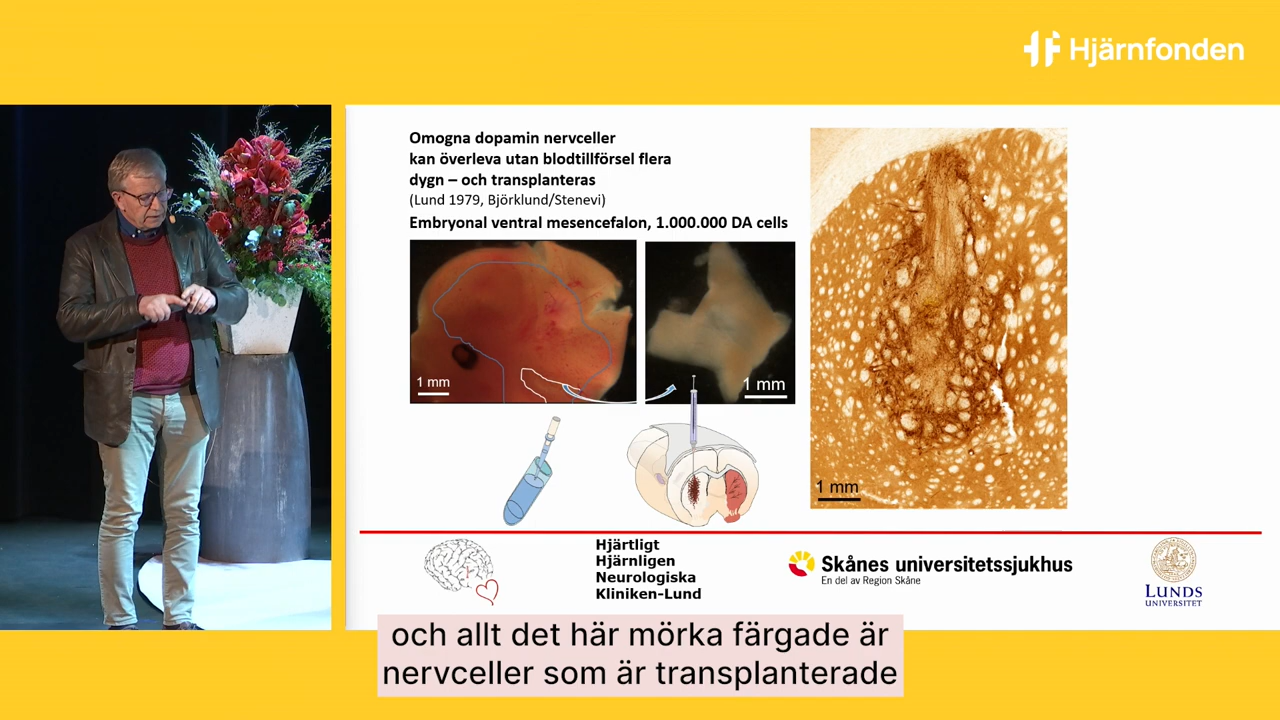 Hjärnfonden
Omogna dopamin nervceller
kan överleva utan blodtillförsel flera
dygn – och transplanteras
(Lund 1979, Björklund/Stenevi)
Embryonal ventral mesencefalon, 1.000.000 DA cells
1 mm
1 mm
1 mm
Hjärtligt
Hjärnligen
Neurologiska
Kliniken-Lund
Skånes universitetssjukhus
En del av Region Skåne
LUNDS
UNIVERSITET
och allt det här mörka färgade är
nervceller som är transplanterade